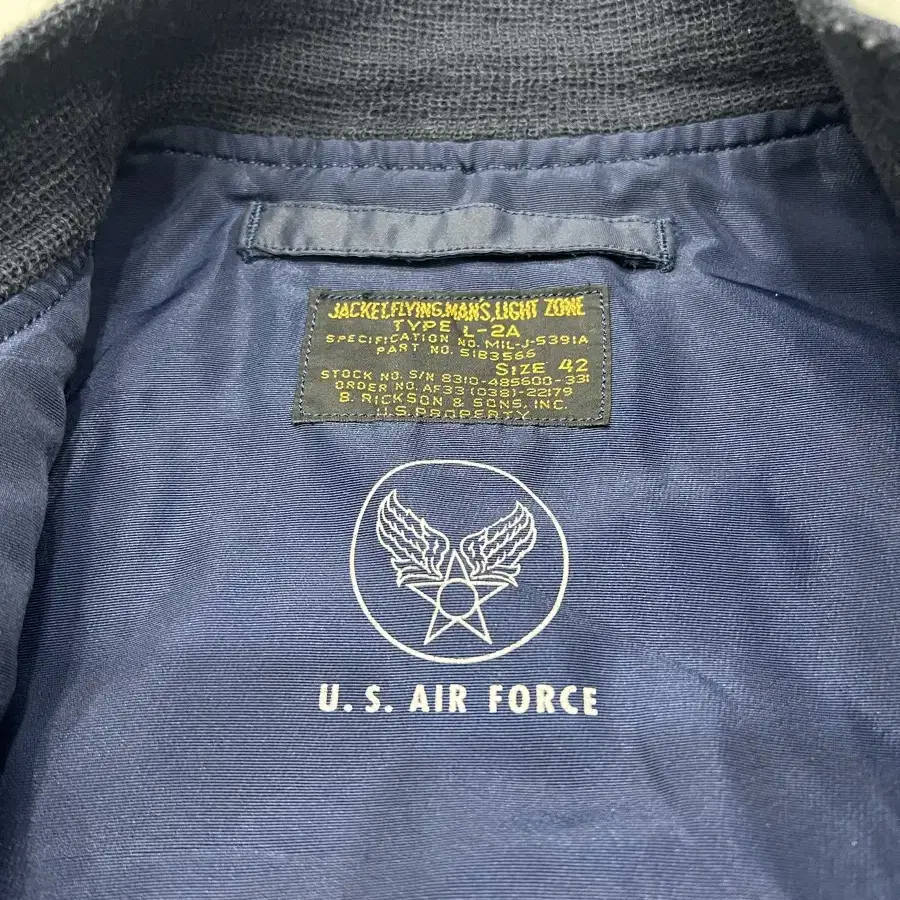 JACKET,FLYING,MAN'S,LIGHT ZONE
TYPE L-2A
SPECIFICATION NO. MIL-J-5391A
PART NO. 51B3566
SIZE 42
STOCK NO. S/N 8310-485600-331
ORDER NO. AF33 (038)-22179
B. RICKSON & SONS, INC.
U.S. PROPERTY
U.S. AIR FORCE